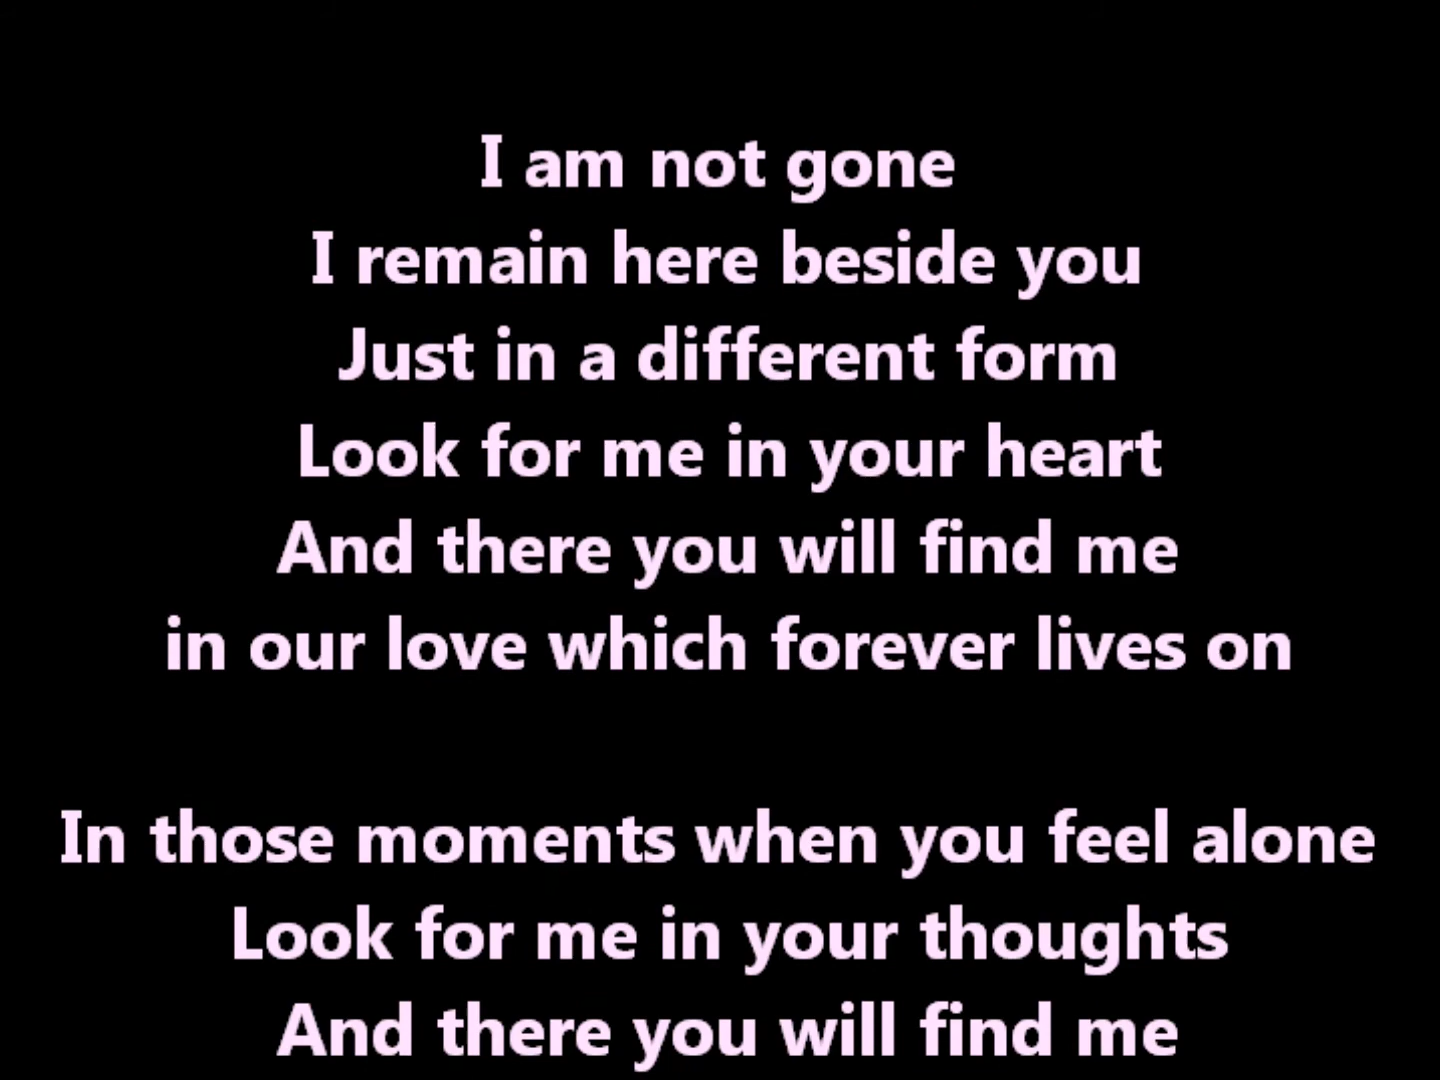 I am not gone
I remain here beside you
Just in a different form
Look for me in your heart
And there you will find me
in our love which forever lives on
In those moments when you feel alone
Look for me in your thoughts
And there you will find me